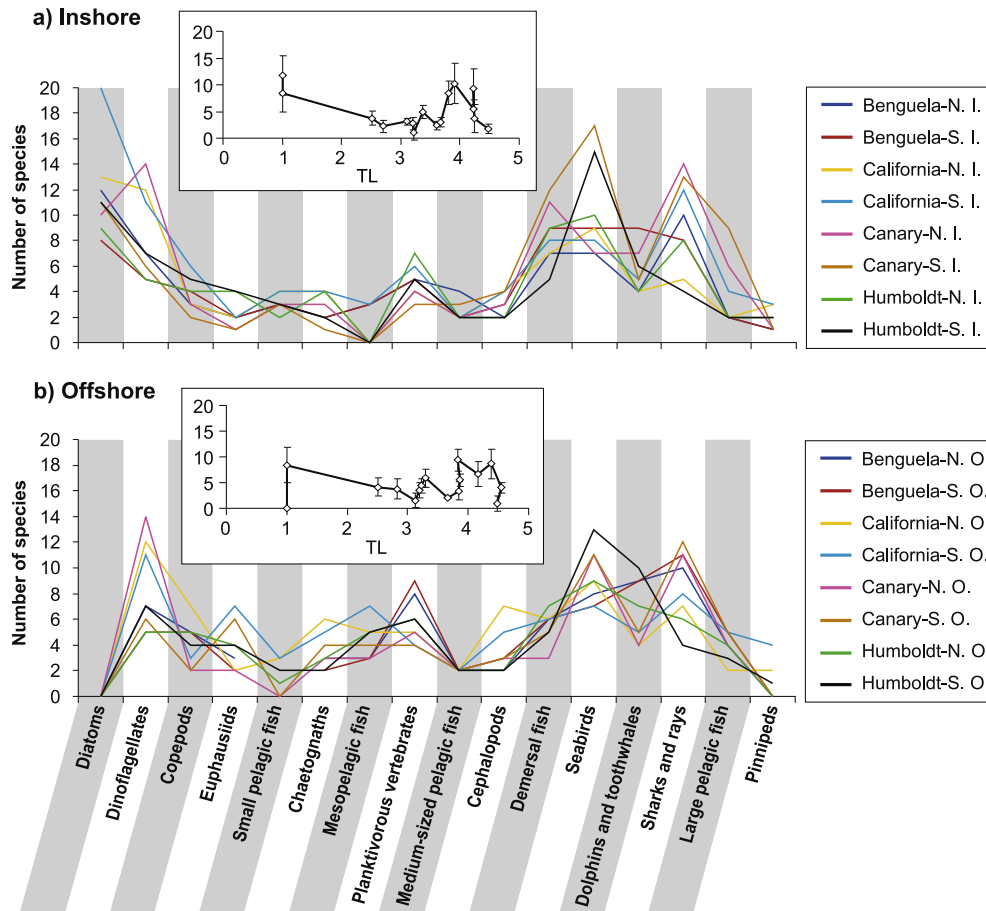 a) Inshore
20
15
10
5
0
0 1 2 3 4 5
TL
Number of species
20
18
16
14
12
10
8
6
4
2
0
Benguela-N. I.
Benguela-S. I.
California-N. I.
California-S. I.
Canary-N. I.
Canary-S. I.
Humboldt-N. I.
Humboldt-S. I.
b) Offshore
20
15
10
5
0
0 1 2 3 4 5
TL
Number of species
20
18
16
14
12
10
8
6
4
2
0
Benguela-N. O
Benguela-S. O.
California-N. O
California-S. O.
Canary-N. O.
Canary-S. O.
Humboldt-N. O
Humboldt-S. O
Diatoms
Dinoflagellates
Copepods
Euphausiids
Small pelagic fish
Chaetognaths
Mesopelagic fish
Planktivorous vertebrates
Medium-sized pelagic fish
Cephalopods
Demersal fish
Seabirds
Dolphins and toothwhales
Sharks and rays
Large pelagic fish
Pinnipeds